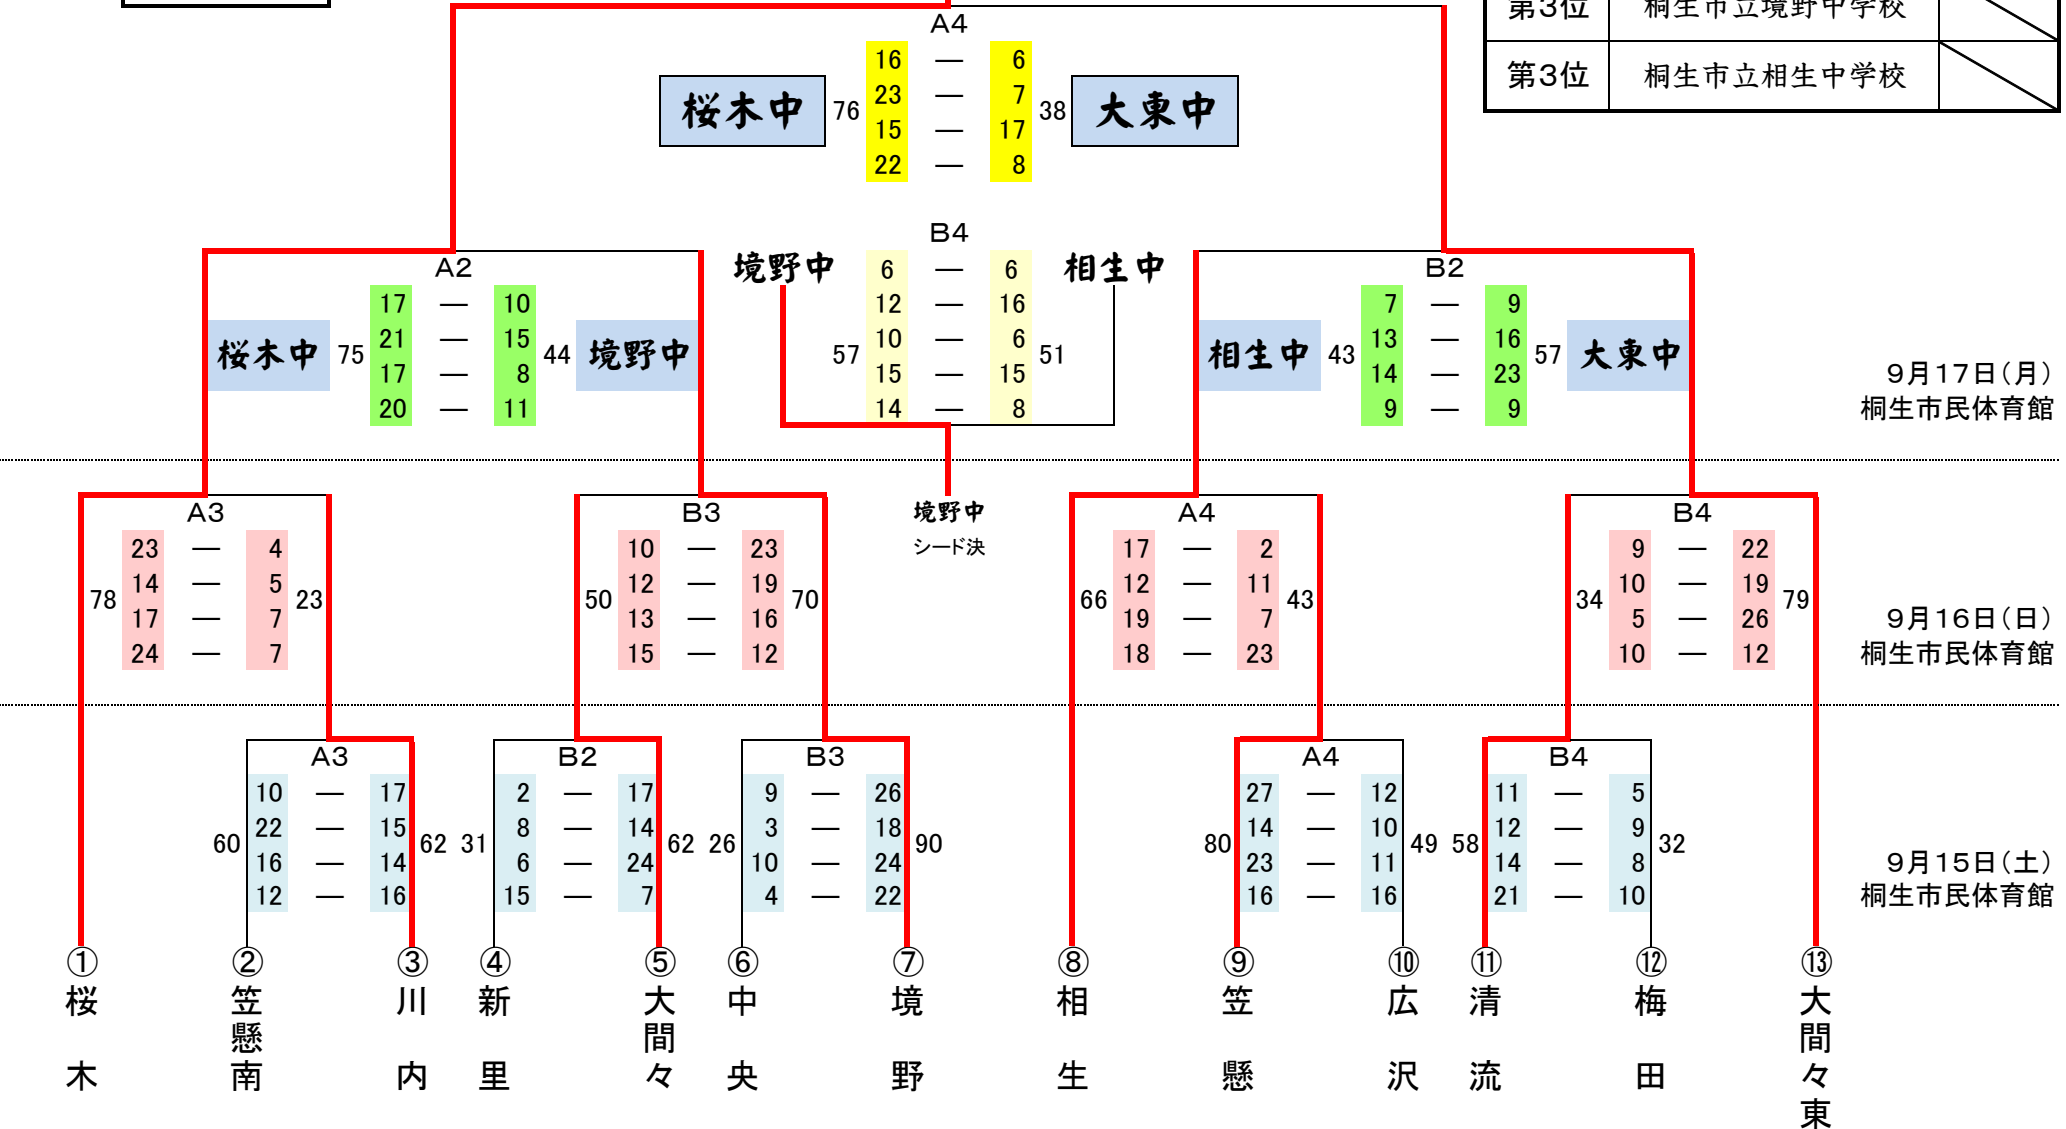 第3位 桐生市立境野中学校
第3位 桐生市立相生中学校
A4
16 — 6
23 — 7
15 — 17
22 — 8
桜木中 76 38 大東中
B4
境野中 相生中
6 — 6
12 — 16
10 — 6
15 — 15
14 — 8
57 51
境野中
シード決
A2
17 — 10
21 — 15
17 — 8
20 — 11
桜木中 75 44 境野中
B2
7 — 9
13 — 16
14 — 23
9 — 9
相生中 43 57 大東中
9月17日(月)
桐生市民体育館
A3
23 — 4
14 — 5
17 — 7
24 — 7
78 23
B3
10 — 23
12 — 19
13 — 16
15 — 12
50 70
A4
17 — 2
12 — 11
19 — 7
18 — 23
66 43
B4
9 — 22
10 — 19
5 — 26
10 — 12
34 79
9月16日(日)
桐生市民体育館
A3
10 — 17
22 — 15
16 — 14
12 — 16
60 62
B2
2 — 17
8 — 14
6 — 24
15 — 7
31 62
B3
9 — 26
3 — 18
10 — 24
4 — 22
26 90
A4
27 — 12
14 — 10
23 — 11
16 — 16
80 49
B4
11 — 5
12 — 9
14 — 8
21 — 10
58 32
9月15日(土)
桐生市民体育館
① 桜木
② 笠懸南
③ 川内
④ 新里
⑤ 大間々
⑥ 中央
⑦ 境野
⑧ 相生
⑨ 笠懸
⑩ 広沢
⑪ 清流
⑫ 梅田
⑬ 大間々東